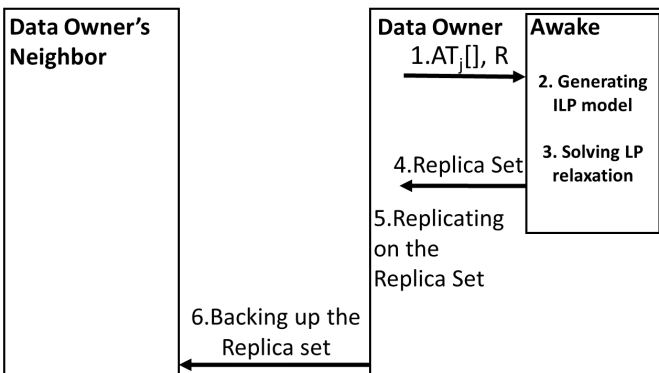 Data Owner's
Neighbor
Data Owner
Awake
1.ATj[], R
2. Generating
ILP model
3. Solving LP
relaxation
4.Replica Set
5.Replicating
on the
Replica Set
6.Backing up the
Replica set